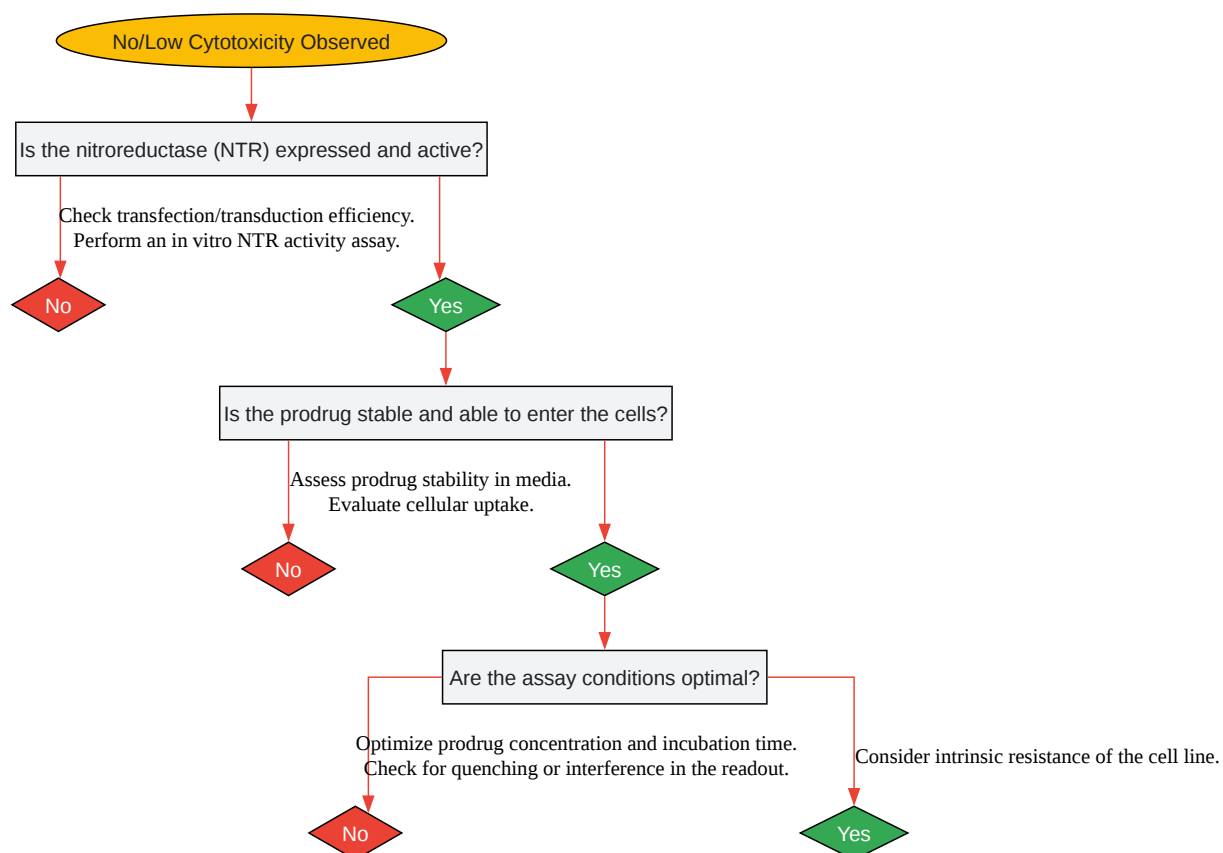 No/Low Cytotoxicity Observed
Is the nitroreductase (NTR) expressed and active?
Check transfection/transduction efficiency.
Perform an in vitro NTR activity assay.
No
Yes
Is the prodrug stable and able to enter the cells?
Assess prodrug stability in media.
Evaluate cellular uptake.
No
Yes
Are the assay conditions optimal?
Optimize prodrug concentration and incubation time.
Check for quenching or interference in the readout.
Consider intrinsic resistance of the cell line.
No
Yes